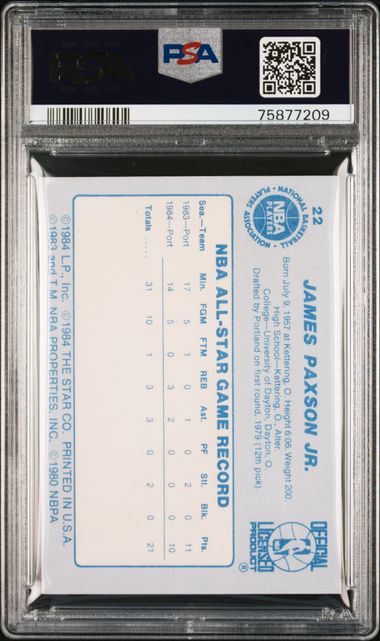 PSA
PSA
75877209
22
NATIONAL BASKETBALL
PLAYERS ASSOCIATION
NBA
PLAYERS
JAMES PAXSON JR.
Born July 9, 1957 at Kettering, O. Height 6:06. Weight 200
High School—Kettering, O., Alter.
College—University of Dayton, Dayton, O.
Drafted by Portland on first round, 1979 (12th pick)
OFFICIAL
LICENSED
PRODUCT
®
NBA ALL-STAR GAME RECORD
Sea.—Team Min. FGM FTM REB Ast. PF Stl. Blk. Pts.
1983—Port 17 5 1 0 1 0 2 0 11
1984—Port 14 5 0 3 2 0 0 0 10
Totals ..... 31 10 1 3 3 0 2 0 21
©1984 L.P., Inc. ©1984 THE STAR CO. PRINTED IN U.S.A.
©1983 and T.M. NBA PROPERTIES, INC. ©1980 NBPA